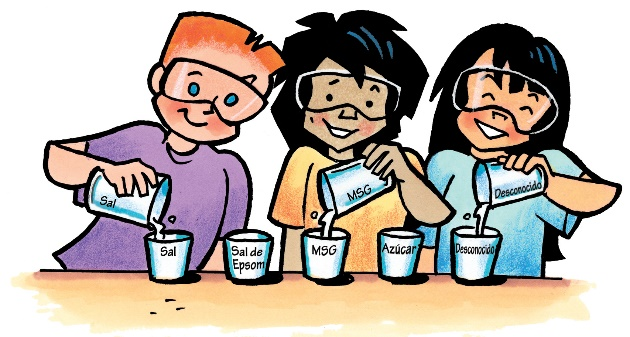 Sal
MSG
Desconocido
Sal
Sal de
Epsom
MSG
Azúcar
Desconocido